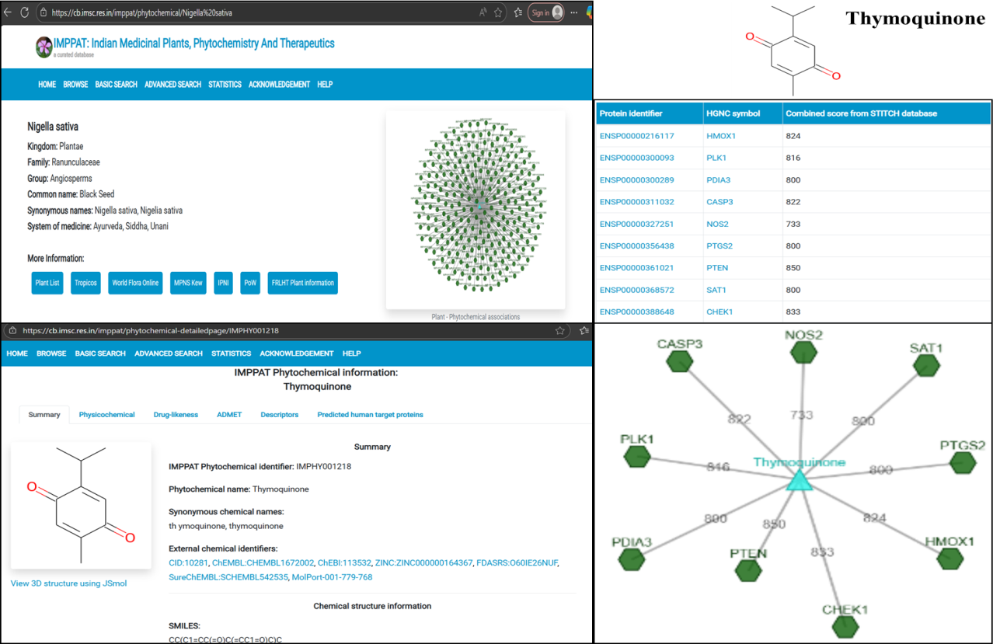 https://cb.imsc.res.in/imppat/phytochemical/Nigella%20sativa
Sign in
IMPPAT: Indian Medicinal Plants, Phytochemistry And Therapeutics
a curated database
HOME BROWSE BASIC SEARCH ADVANCED SEARCH STATISTICS ACKNOWLEDGEMENT HELP
Nigella sativa
Kingdom: Plantae
Family: Ranunculaceae
Group: Angiosperms
Common name: Black Seed
Synonymous names: Nigella sativa, Nigelia sativa
System of medicine: Ayurveda, Siddha, Unani
More Information:
Plant List Tropicos World Flora Online MPNS Kew IPNI PoW FRLHT Plant information
Plant - Phytochemical associations
Thymoquinone
O
O
Protein identifier HGNC symbol Combined score from STITCH database
ENSP00000216117 HMOX1 824
ENSP00000300093 PLK1 816
ENSP00000300289 PDIA3 800
ENSP00000311032 CASP3 822
ENSP00000327251 NOS2 733
ENSP00000356438 PTGS2 800
ENSP00000361021 PTEN 850
ENSP00000368572 SAT1 800
ENSP00000388648 CHEK1 833
https://cb.imsc.res.in/imppat/phytochemical-detailedpage/IMPHY001218
HOME BROWSE BASIC SEARCH ADVANCED SEARCH STATISTICS ACKNOWLEDGEMENT HELP
IMPPAT Phytochemical information:
Thymoquinone
Summary Physicochemical Drug-likeness ADMET Descriptors Predicted human target proteins
O
O
View 3D structure using JSmol
Summary
IMPPAT Phytochemical identifier: IMPHY001218
Phytochemical name: Thymoquinone
Synonymous chemical names:
th ymoquinone, thymoquinone
External chemical identifiers:
CID:10281, ChEMBL:CHEMBL1672002, ChEBI:113532, ZINC:ZINC000000164367, FDASRS:O60IE26NUF,
SureChEMBL:SCHEMBL542535, MolPort-001-779-768
Chemical structure information
SMILES:
CC(C1=CC(=O)C(=CC1=O)C)C
NOS2
CASP3
SAT1
822
733
800
PLK1
PTGS2
Thymoquinone
816
800
800
850
824
PDIA3
PTEN
833
HMOX1
CHEK1